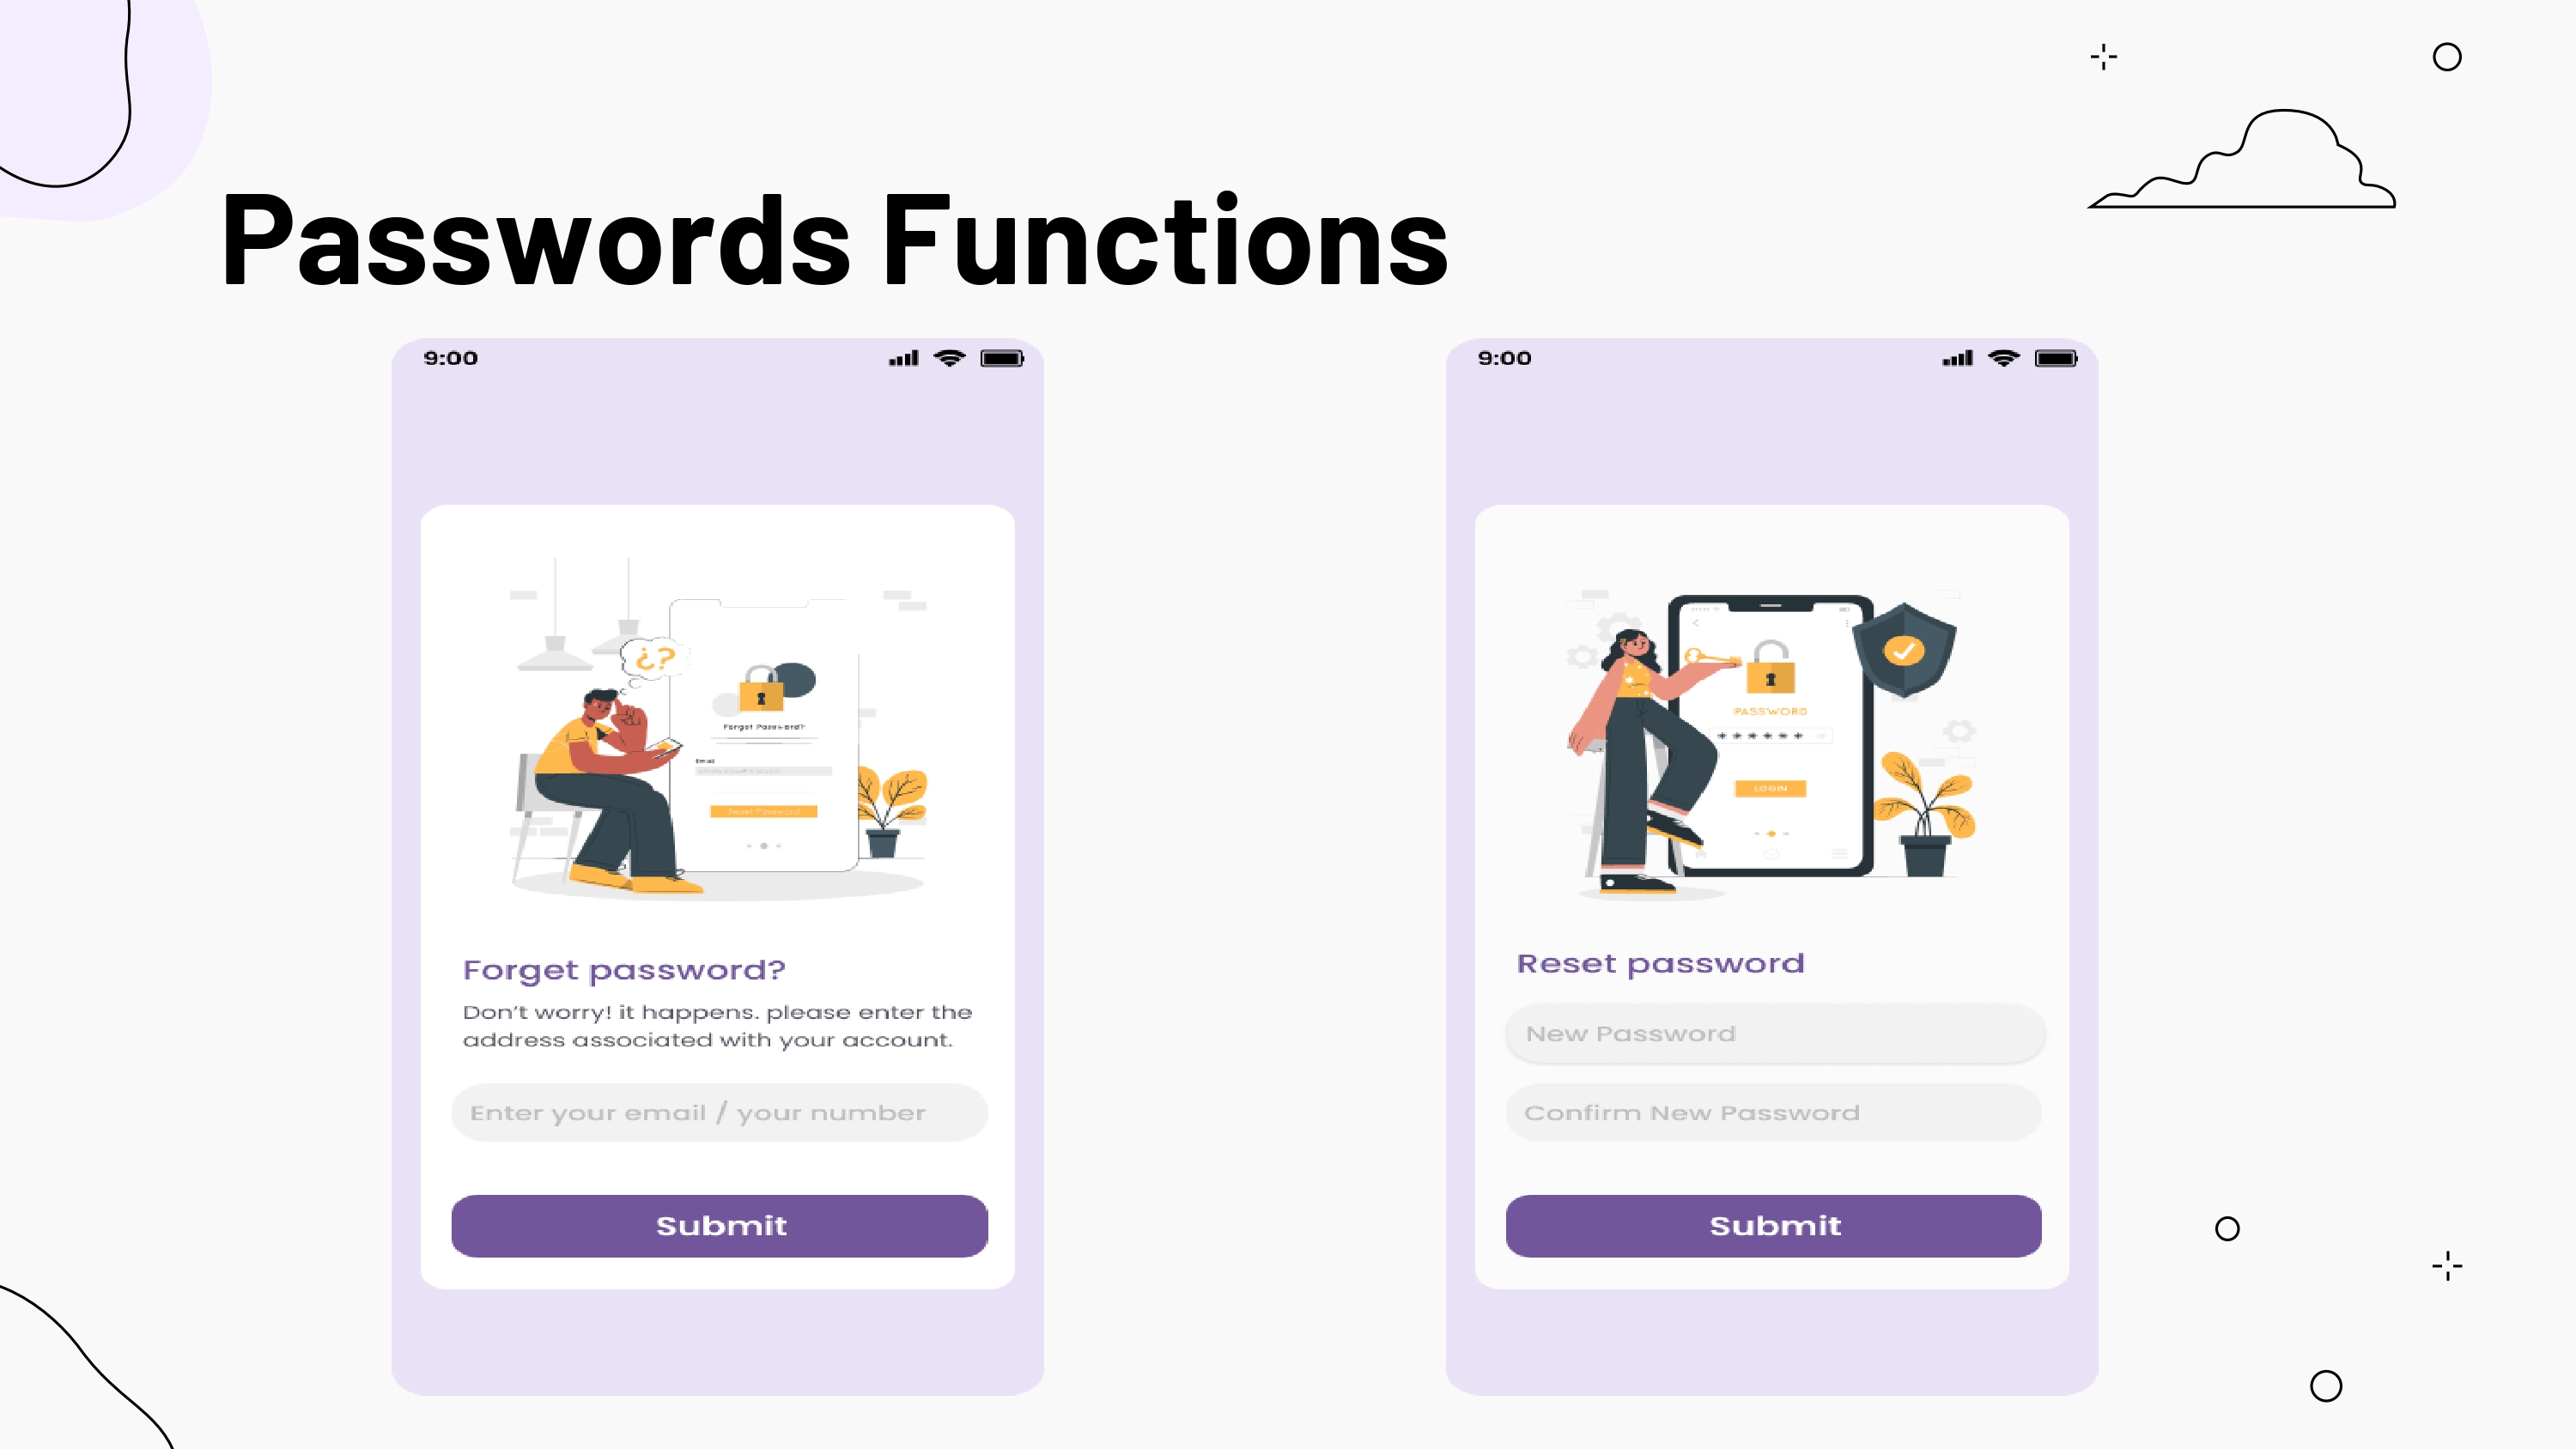 Passwords Functions
9:00
¿?
Forget Password?
Email
Reset Password
Forget password?
Don't worry! it happens. please enter the
address associated with your account.
Enter your email / your number
Submit
9:00
PASSWORD
LOGIN
Reset password
New Password
Confirm New Password
Submit